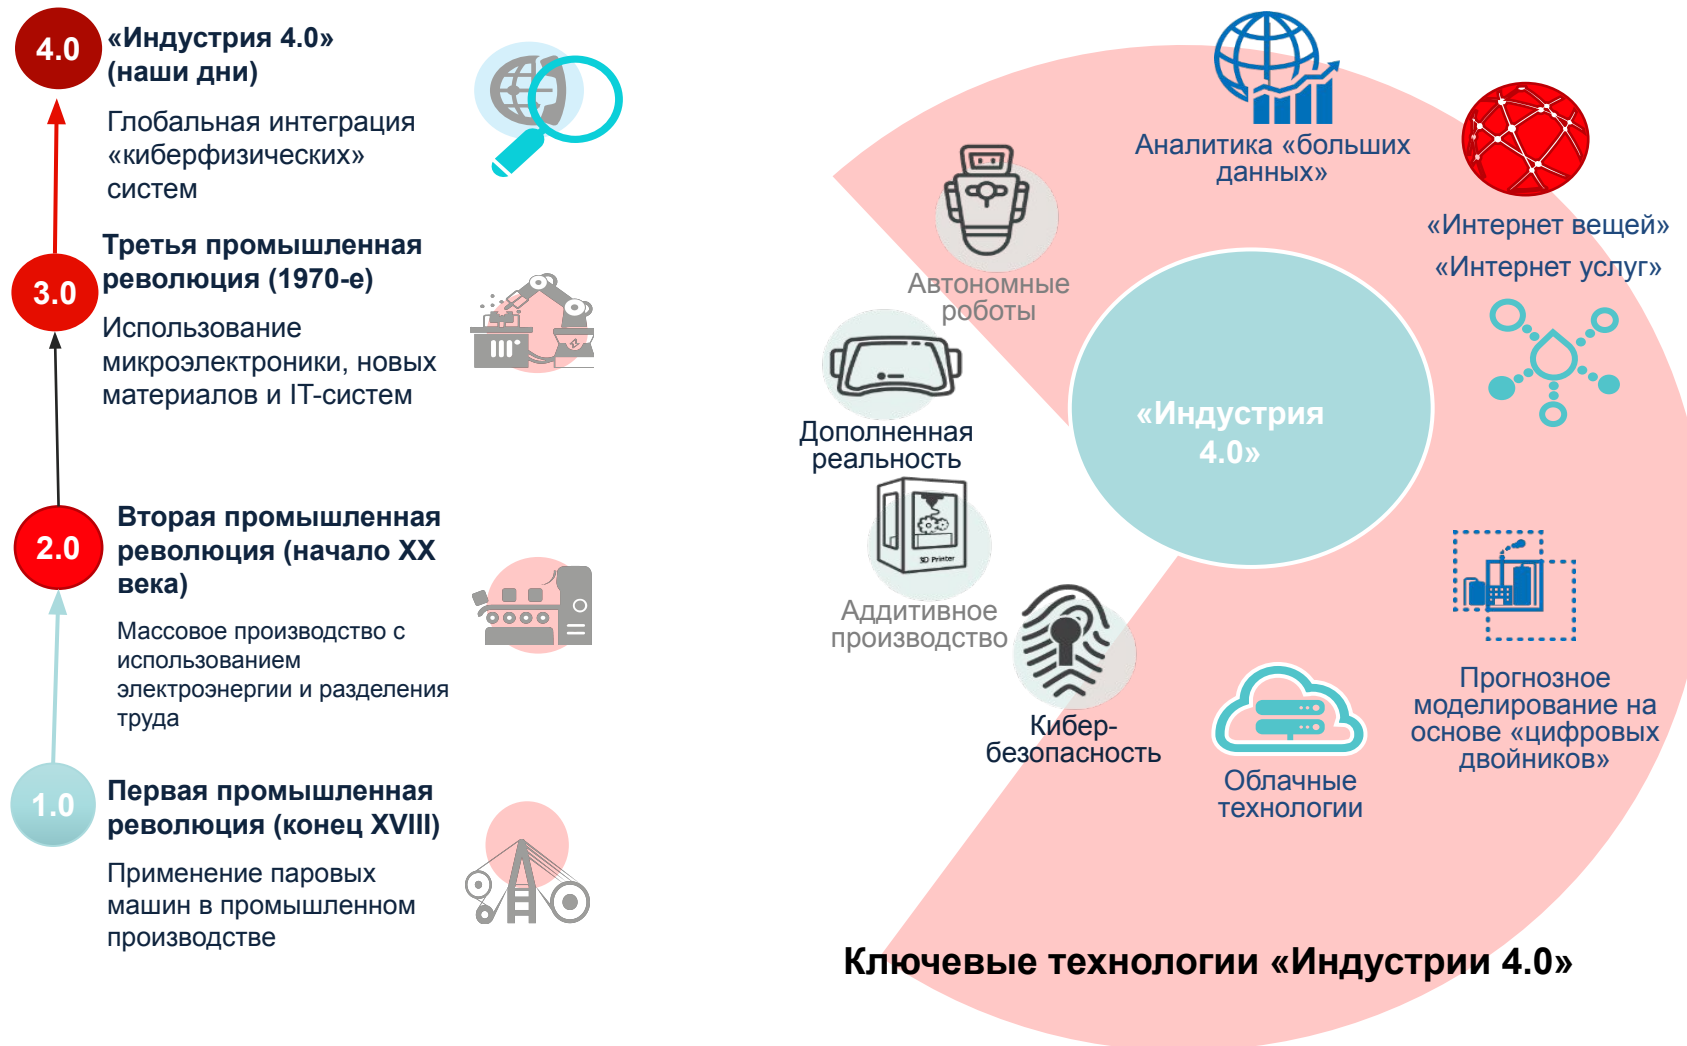 4.0
«Индустрия 4.0»
(наши дни)
Глобальная интеграция
«киберфизических»
систем
3.0
Третья промышленная
революция (1970-е)
Использование
микроэлектроники, новых
материалов и IT-систем
2.0
Вторая промышленная
революция (начало XX
века)
Массовое производство с
использованием
электроэнергии и разделения
труда
1.0
Первая промышленная
революция (конец XVIII)
Применение паровых
машин в промышленном
производстве
Аналитика «больших
данных»
«Интернет вещей»
«Интернет услуг»
Автономные
роботы
Дополненная
реальность
«Индустрия
4.0»
3D Printer
Аддитивное
производство
Кибер-
безопасность
Облачные
технологии
Прогнозное
моделирование на
основе «цифровых
двойников»
Ключевые технологии «Индустрии 4.0»